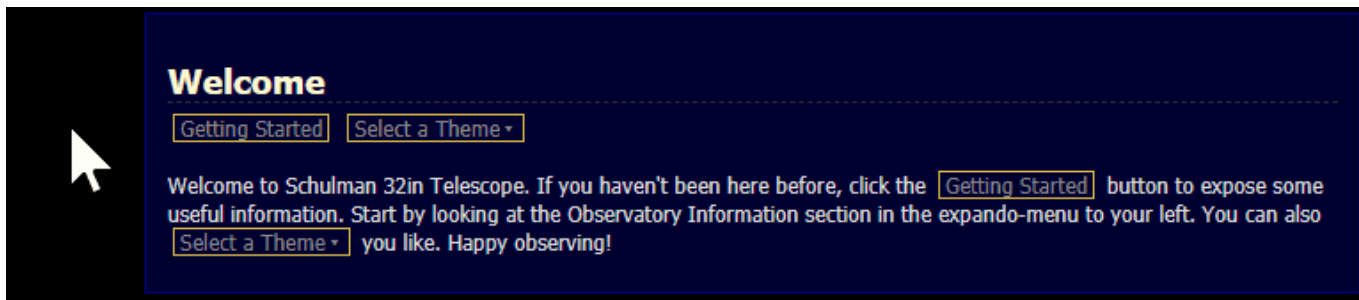 Welcome
Getting Started Select a Theme
Welcome to Schulman 32in Telescope. If you haven't been here before, click the Getting Started button to expose some
useful information. Start by looking at the Observatory Information section in the expando-menu to your left. You can also
Select a Theme you like. Happy observing!